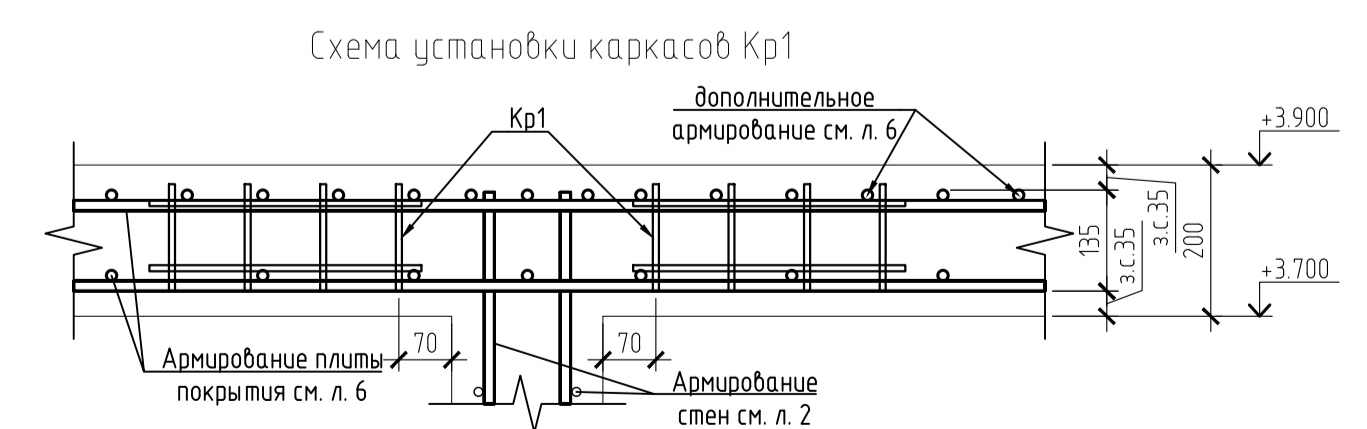 Схема установки каркасов Кр1
Кр1
дополнительное
армирование см. л. 6
+3.900
135
з.с.35
з.с.35
200
+3.700
70
70
Армирование плиты
покрытия см. л. 6
Армирование
стен см. л. 2